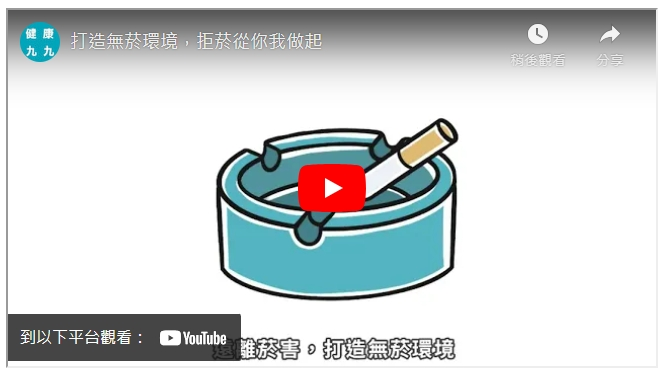 健康
九九
打造無菸環境，拒菸從你我做起
稍後觀看
分享
到以下平台觀看：
YouTube
遠離菸害，打造無菸環境